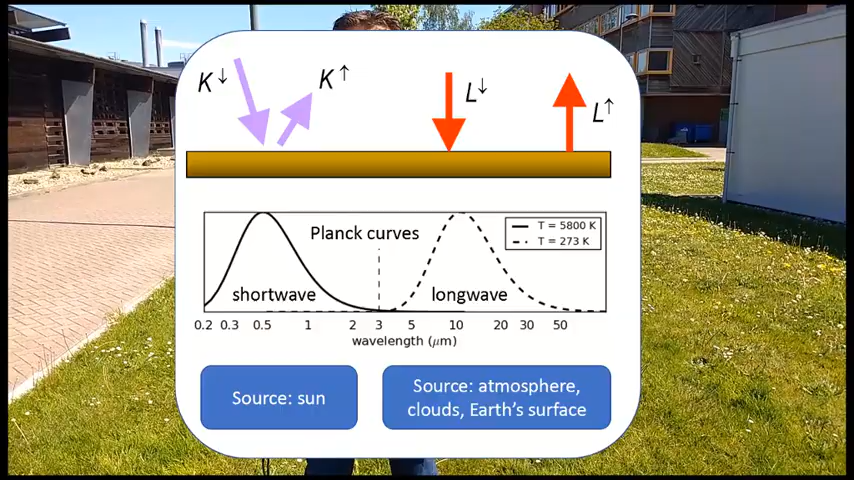 K↓
K↑
L↓
L↑
Planck curves
T = 5800 K
T = 273 K
shortwave
longwave
0.2 0.3 0.5 1 2 3 5 10 20 30 50
wavelength (μm)
Source: sun
Source: atmosphere,
clouds, Earth's surface